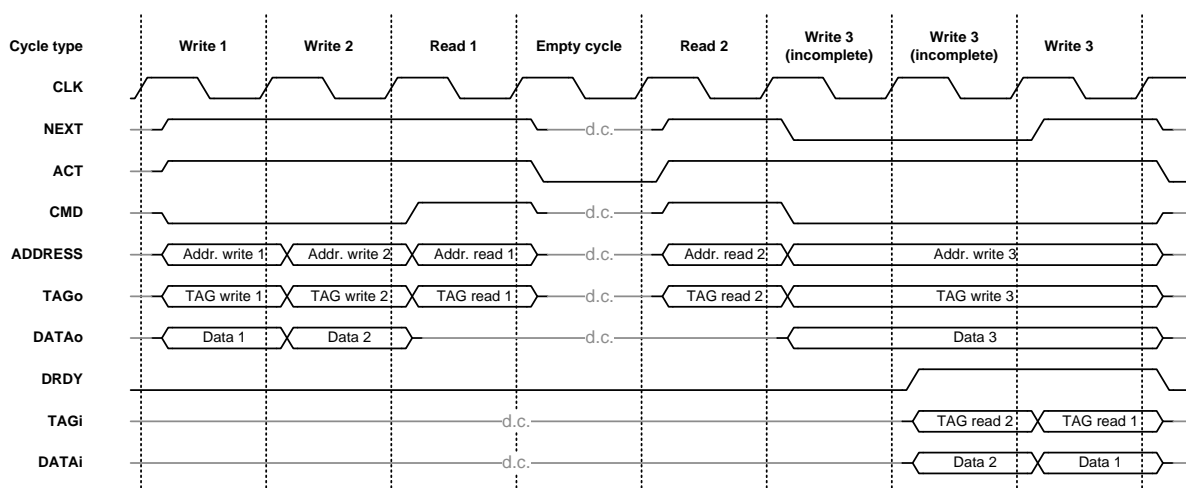 Cycle type Write 1 Write 2 Read 1 Empty cycle Read 2 Write 3 (incomplete) Write 3 (incomplete) Write 3
CLK
NEXT d.c.
ACT
CMD d.c.
ADDRESS Addr. write 1 Addr. write 2 Addr. read 1 d.c. Addr. read 2 Addr. write 3
TAGo TAG write 1 TAG write 2 TAG read 1 d.c. TAG read 2 TAG write 3
DATAo Data 1 Data 2 d.c. Data 3
DRDY
TAGi d.c. TAG read 2 TAG read 1
DATAi d.c. Data 2 Data 1